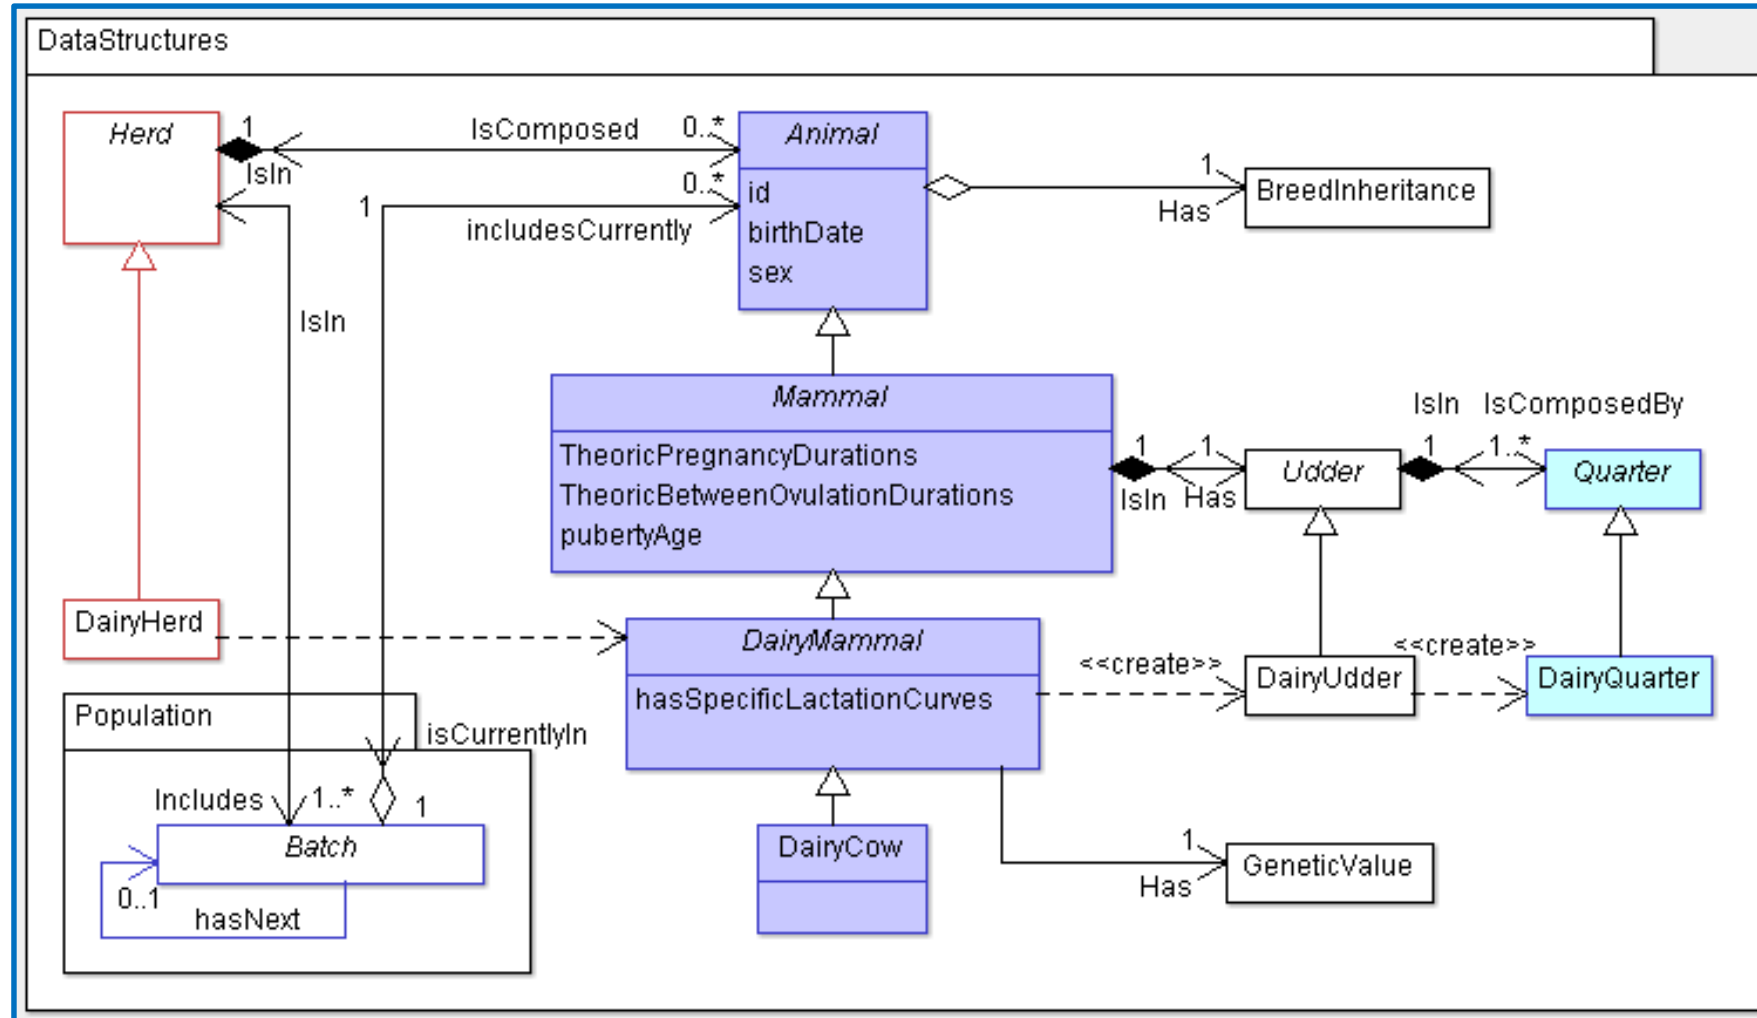 DataStructures
Herd
1
IsComposed
0..*
IsIn
Animal
id
birthDate
sex
1
BreedInheritance
Has
1
0..*
includesCurrently
IsIn
Mammal
TheoricPregnancyDurations
TheoricBetweenOvulationDurations
pubertyAge
IsIn IsComposedBy
1
1
IsIn Has
Udder
1
1..*
Quarter
DairyHerd
DairyMammal
hasSpecificLactationCurves
<<create>>
DairyUdder
<<create>>
DairyQuarter
Population
isCurrentlyIn
Includes
1..*
1
Batch
0..1
hasNext
DairyCow
1
Has
GeneticValue